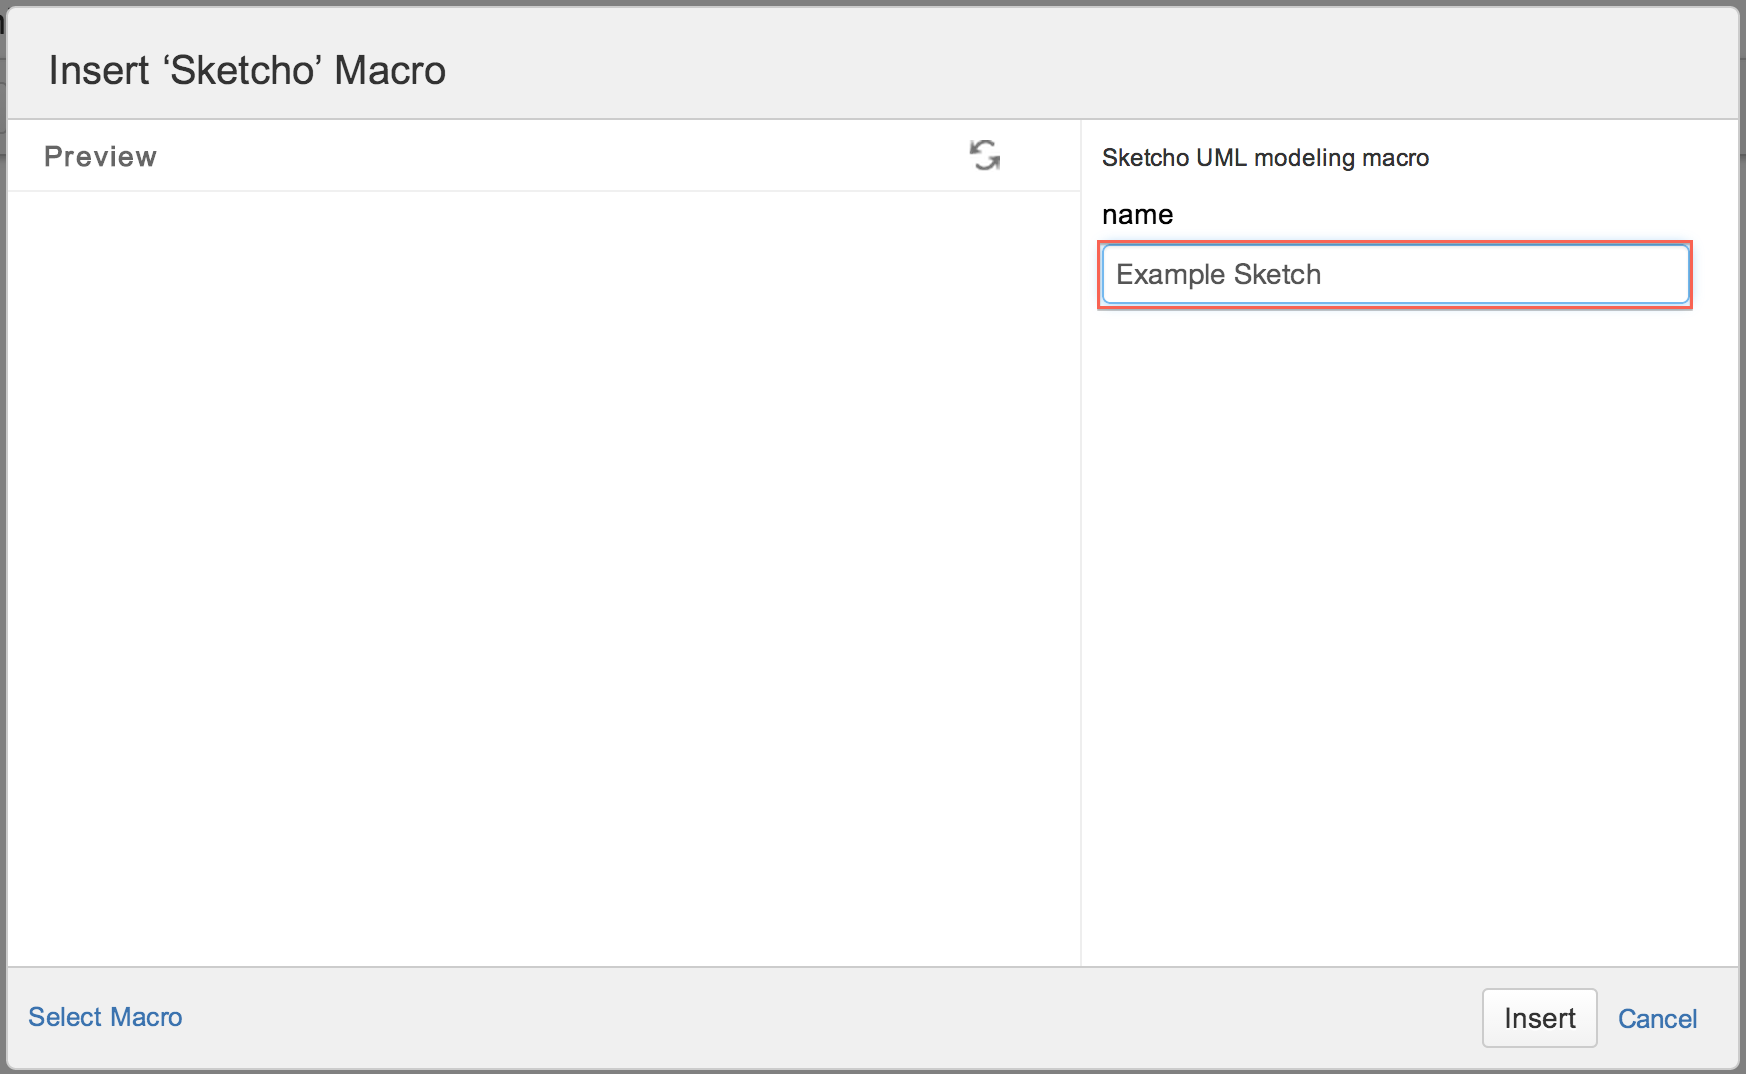 Insert ‘Sketcho’ Macro
Preview
Sketcho UML modeling macro
name
Example Sketch
Select Macro
Insert
Cancel